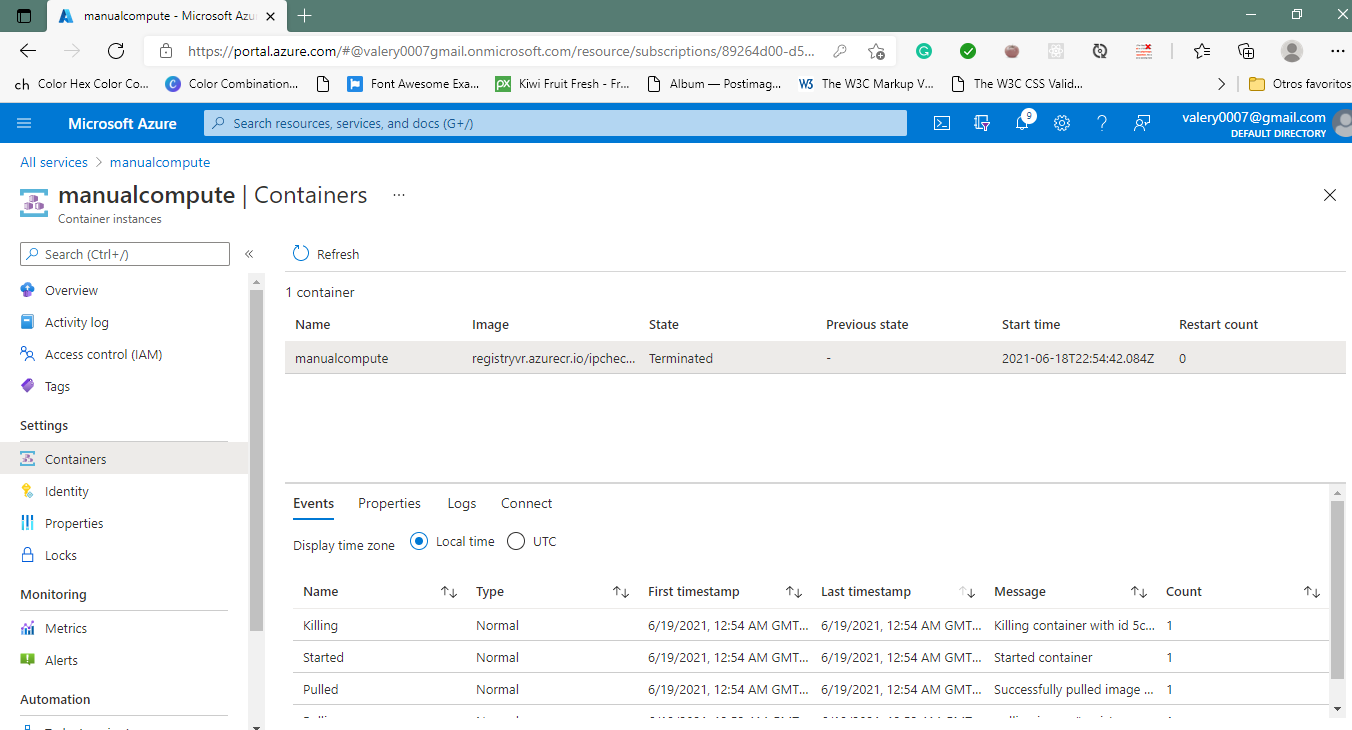 manualcompute - Microsoft Azu
https://portal.azure.com/#@valery0007gmail.onmicrosoft.com/resource/subscriptions/89264d00-d5...
ch Color Hex Color Co...
C Color Combination...
Font Awesome Exa...
px Kiwi Fruit Fresh - Fr...
Album — Postimag...
W3 The W3C Markup V...
The W3C CSS Valid...
Otros favoritos
Microsoft Azure
Search resources, services, and docs (G+/)
9
valery0007@gmail.com
DEFAULT DIRECTORY
All services > manualcompute
manualcompute | Containers ...
Container instances
Search (Ctrl+/) «
Overview
Activity log
Access control (IAM)
Tags
Settings
Containers
Identity
Properties
Locks
Monitoring
Metrics
Alerts
Automation
Refresh
1 container
Name Image State Previous state Start time Restart count
manualcompute registryvr.azurecr.io/ipchec... Terminated - 2021-06-18T22:54:42.084Z 0
Events Properties Logs Connect
Display time zone Local time UTC
Name Type First timestamp Last timestamp Message Count
Killing Normal 6/19/2021, 12:54 AM GMT... 6/19/2021, 12:54 AM GMT... Killing container with id 5c... 1
Started Normal 6/19/2021, 12:54 AM GMT... 6/19/2021, 12:54 AM GMT... Started container 1
Pulled Normal 6/19/2021, 12:54 AM GMT... 6/19/2021, 12:54 AM GMT... Successfully pulled image ... 1